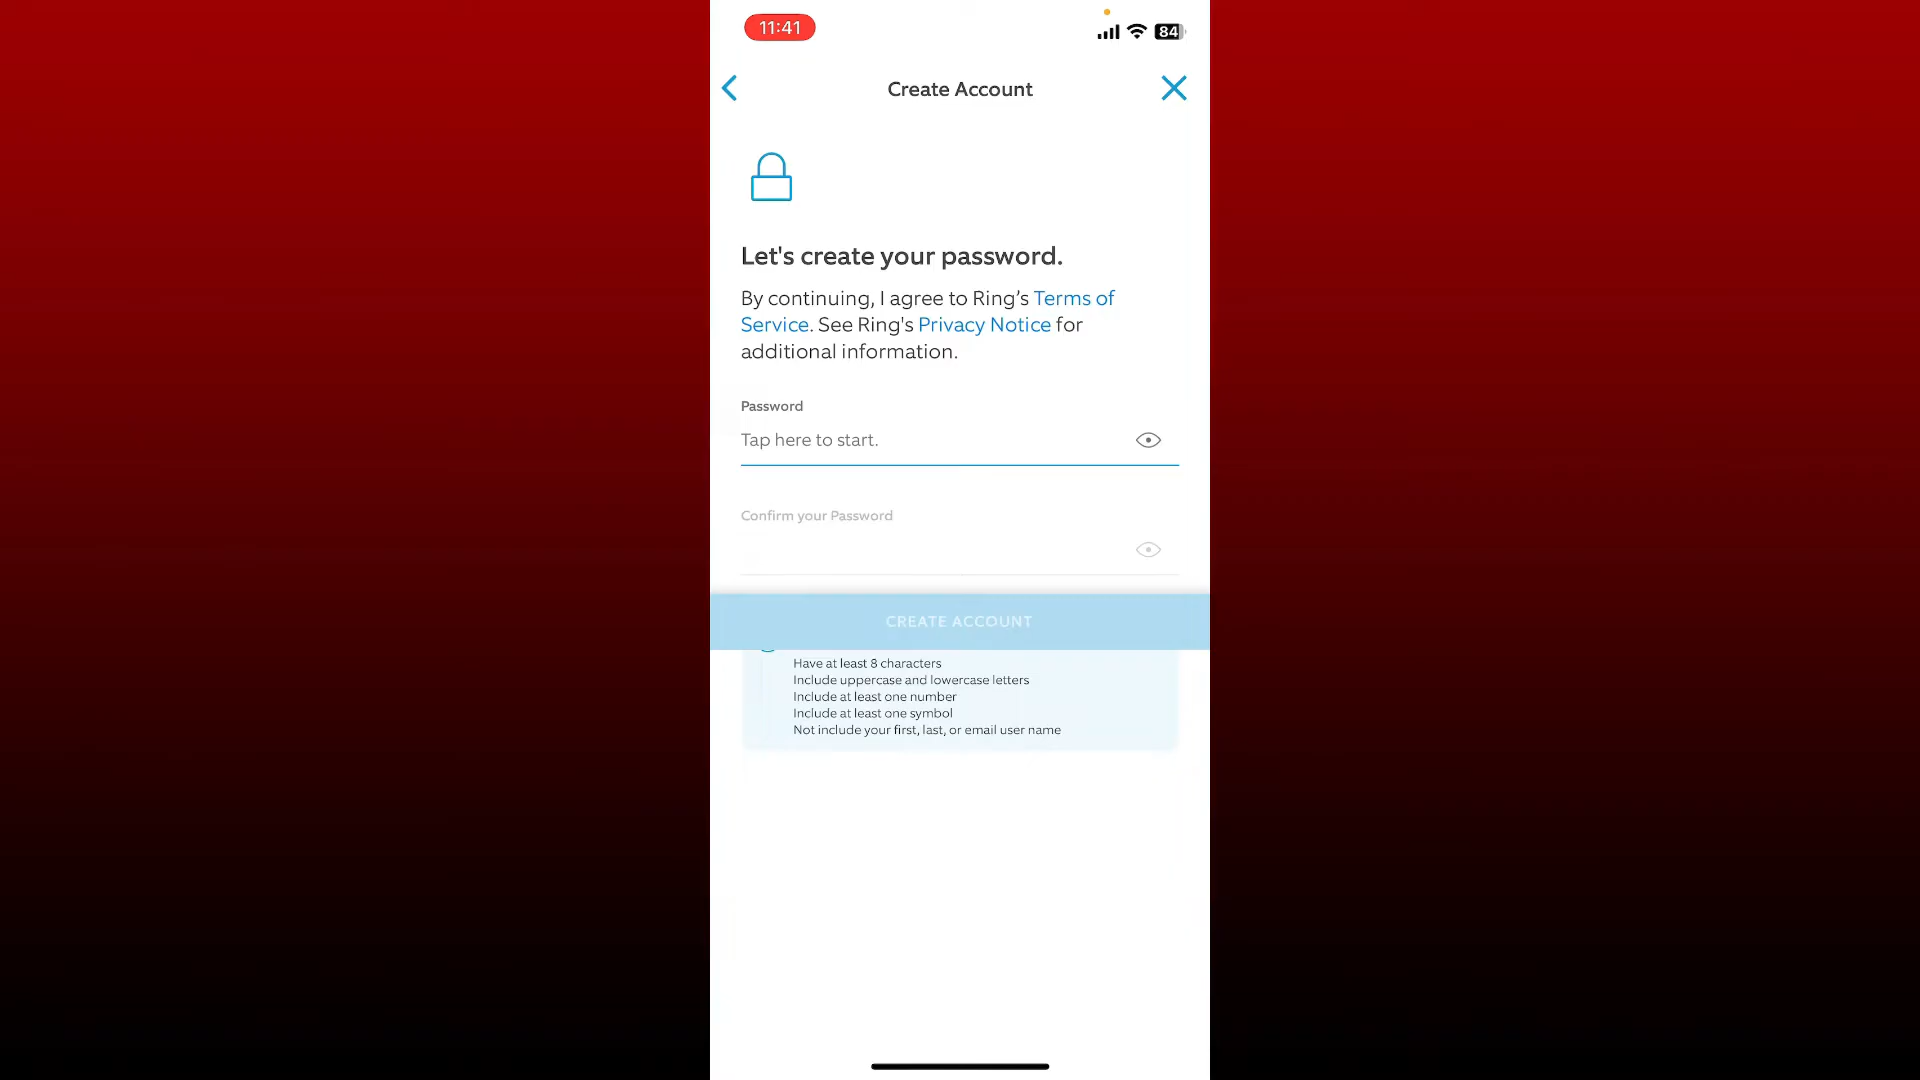 11:41
84
Create Account
Let's create your password.
By continuing, I agree to Ring’s Terms of
Service. See Ring's Privacy Notice for
additional information.
Password
Tap here to start.
Confirm your Password
CREATE ACCOUNT
Have at least 8 characters
Include uppercase and lowercase letters
Include at least one number
Include at least one symbol
Not include your first, last, or email user name